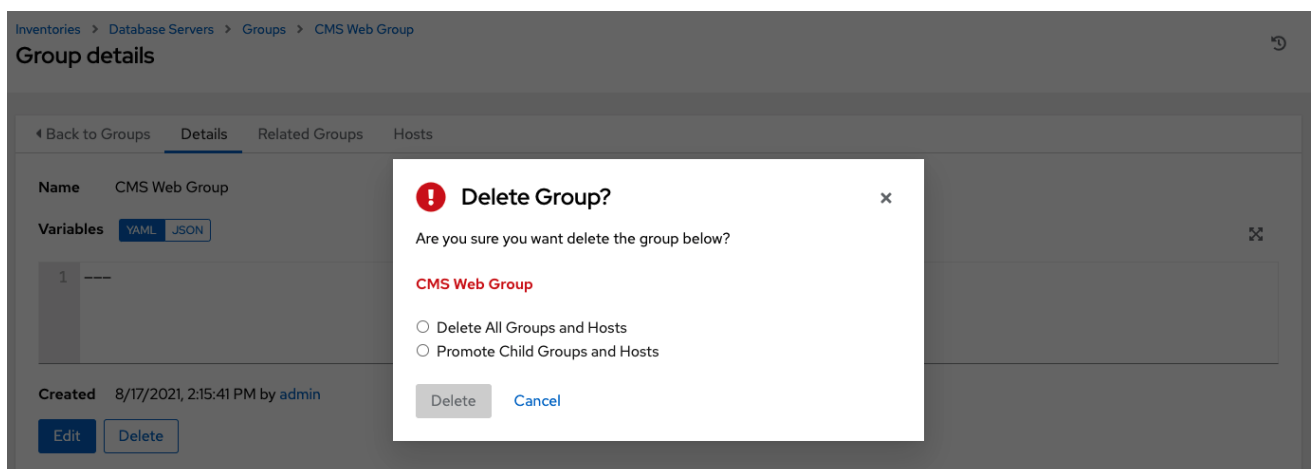 Inventories > Database Servers > Groups > CMS Web Group
Group details
Back to Groups Details Related Groups Hosts
Name CMS Web Group
Variables YAML JSON
1 ---
Created 8/17/2021, 2:15:41 PM by admin
Edit Delete
Delete Group?
Are you sure you want delete the group below?
CMS Web Group
Delete All Groups and Hosts
Promote Child Groups and Hosts
Delete Cancel